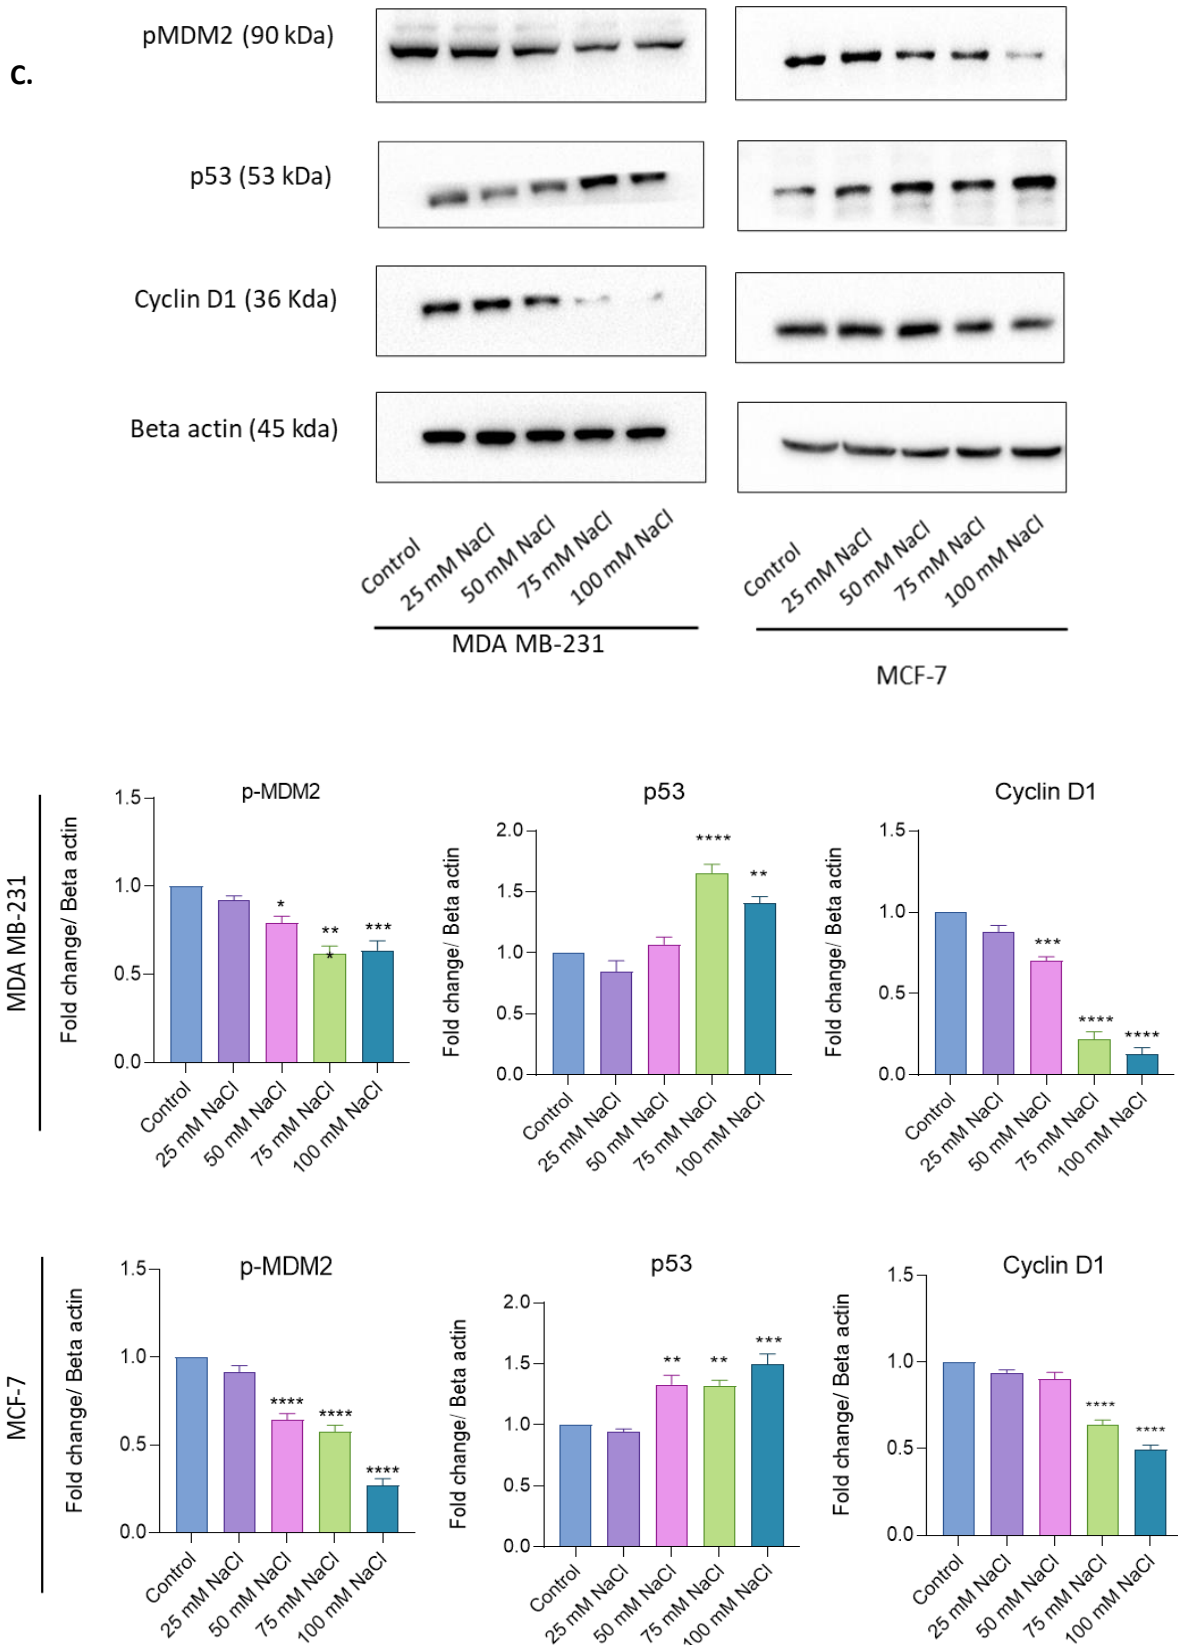 C.
pMDM2 (90 kDa)
p53 (53 kDa)
Cyclin D1 (36 Kda)
Beta actin (45 kda)
Control
25 mM NaCl
50 mM NaCl
75 mM NaCl
100 mM NaCl
MDA MB-231
Control
25 mM NaCl
50 mM NaCl
75 mM NaCl
100 mM NaCl
MCF-7
MDA MB-231
p-MDM2
Fold change/ Beta actin
1.5
1.0
0.5
0.0
*
**
*
***
Control
25 mM NaCl
50 mM NaCl
75 mM NaCl
100 mM NaCl
p53
Fold change/ Beta actin
2.0
1.5
1.0
0.5
0.0
****
**
Control
25 mM NaCl
50 mM NaCl
75 mM NaCl
100 mM NaCl
Cyclin D1
Fold change/ Beta actin
1.5
1.0
0.5
0.0
***
****
****
Control
25 mM NaCl
50 mM NaCl
75 mM NaCl
100 mM NaCl
MCF-7
p-MDM2
Fold change/ Beta actin
1.5
1.0
0.5
0.0
****
****
****
Control
25 mM NaCl
50 mM NaCl
75 mM NaCl
100 mM NaCl
p53
Fold change/ Beta actin
2.0
1.5
1.0
0.5
0.0
**
**
***
Control
25 mM NaCl
50 mM NaCl
75 mM NaCl
100 mM NaCl
Cyclin D1
Fold change/ Beta actin
1.5
1.0
0.5
0.0
****
****
Control
25 mM NaCl
50 mM NaCl
75 mM NaCl
100 mM NaCl